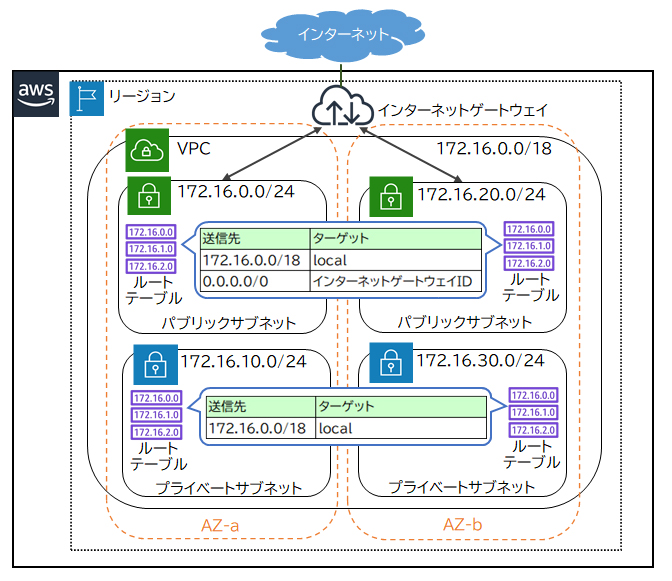 インターネット
aws
リージョン
インターネットゲートウェイ
VPC
172.16.0.0/18
172.16.0.0/24
172.16.20.0/24
172.16.0.0
172.16.1.0
172.16.2.0
ルート
テーブル
送信先 ターゲット
172.16.0.0/18 local
0.0.0.0/0 インターネットゲートウェイID
172.16.0.0
172.16.1.0
172.16.2.0
ルート
テーブル
パブリックサブネット
パブリックサブネット
172.16.10.0/24
172.16.30.0/24
172.16.0.0
172.16.1.0
172.16.2.0
ルート
テーブル
送信先 ターゲット
172.16.0.0/18 local
172.16.0.0
172.16.1.0
172.16.2.0
ルート
テーブル
プライベートサブネット
プライベートサブネット
AZ-a
AZ-b